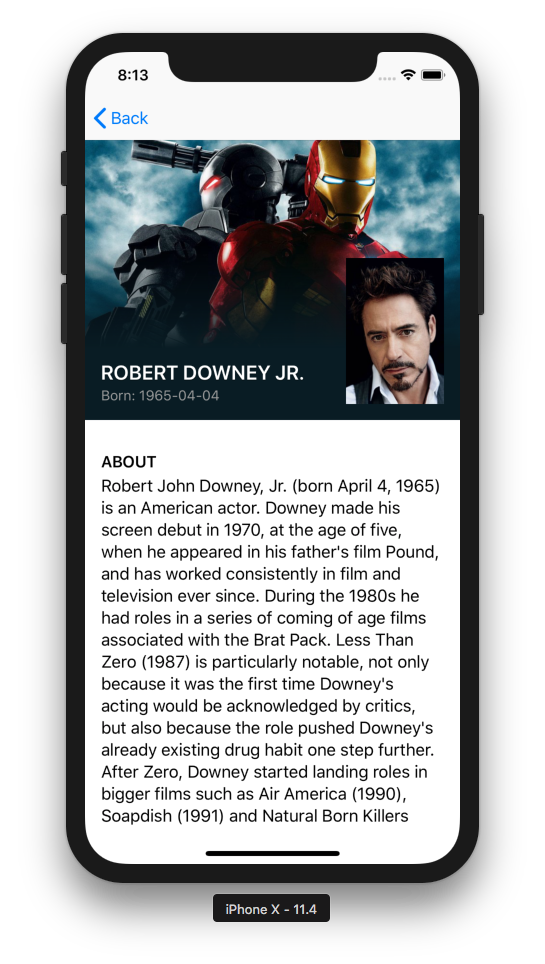 8:13
Back
ROBERT DOWNEY JR.
Born: 1965-04-04
ABOUT
Robert John Downey, Jr. (born April 4, 1965)
is an American actor. Downey made his
screen debut in 1970, at the age of five,
when he appeared in his father's film Pound,
and has worked consistently in film and
television ever since. During the 1980s he
had roles in a series of coming of age films
associated with the Brat Pack. Less Than
Zero (1987) is particularly notable, not only
because it was the first time Downey's
acting would be acknowledged by critics,
but also because the role pushed Downey's
already existing drug habit one step further.
After Zero, Downey started landing roles in
bigger films such as Air America (1990),
Soapdish (1991) and Natural Born Killers
iPhone X - 11.4